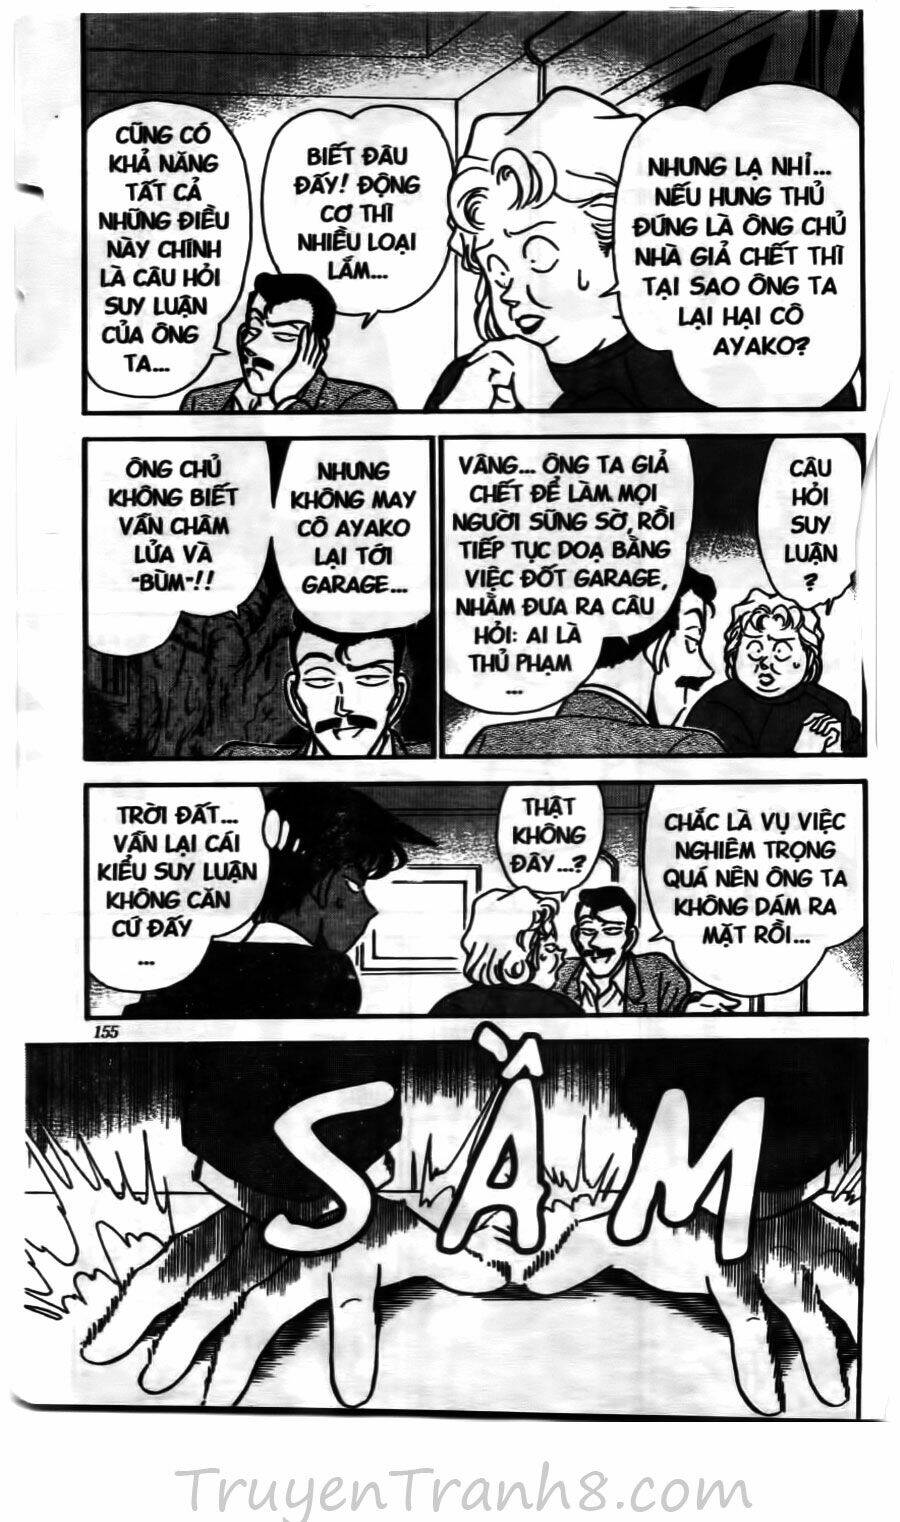 NHƯNG LẠ NHỈ...
NẾU HUNG THỦ
ĐÚNG LÀ ÔNG CHỦ
NHÀ GIẢ CHẾT THÌ
TẠI SAO ÔNG TA
LẠI HẠI CÔ
AYAKO?
BIẾT ĐÂU
ĐẤY! ĐỘNG
CƠ THÌ
NHIỀU LOẠI
LẮM...
CŨNG CÓ
KHẢ NĂNG
TẤT CẢ
NHỮNG ĐIỀU
NÀY CHÍNH
LÀ CÂU HỎI
SUY LUẬN
CỦA ÔNG
TA...
CÂU
HỎI
SUY
LUẬN
?
VÂNG... ÔNG TA GIẢ
CHẾT ĐỂ LÀM MỌI
NGƯỜI SỮNG SỜ, RỒI
TIẾP TỤC DOẠ BẰNG
VIỆC ĐỐT GARAGE,
NHẰM ĐƯA RA CÂU
HỎI: AI LÀ
THỦ PHẠM
...
NHƯNG
KHÔNG MAY
CÔ AYAKO
LẠI TỚI
GARAGE...
ÔNG CHỦ
KHÔNG BIẾT
VẪN CHÂM
LỬA VÀ
"BÙM"!!
CHẮC LÀ VỤ VIỆC
NGHIÊM TRỌNG
QUÁ NÊN ÔNG TA
KHÔNG DÁM RA
MẶT RỒI...
THẬT
KHÔNG
ĐÂY...?
TRỜI ĐẤT...
VẪN LẠI CÁI
KIỂU SUY LUẬN
KHÔNG CĂN
CỨ ĐẤY
...
155
SẦM
TruyenTranh8.com